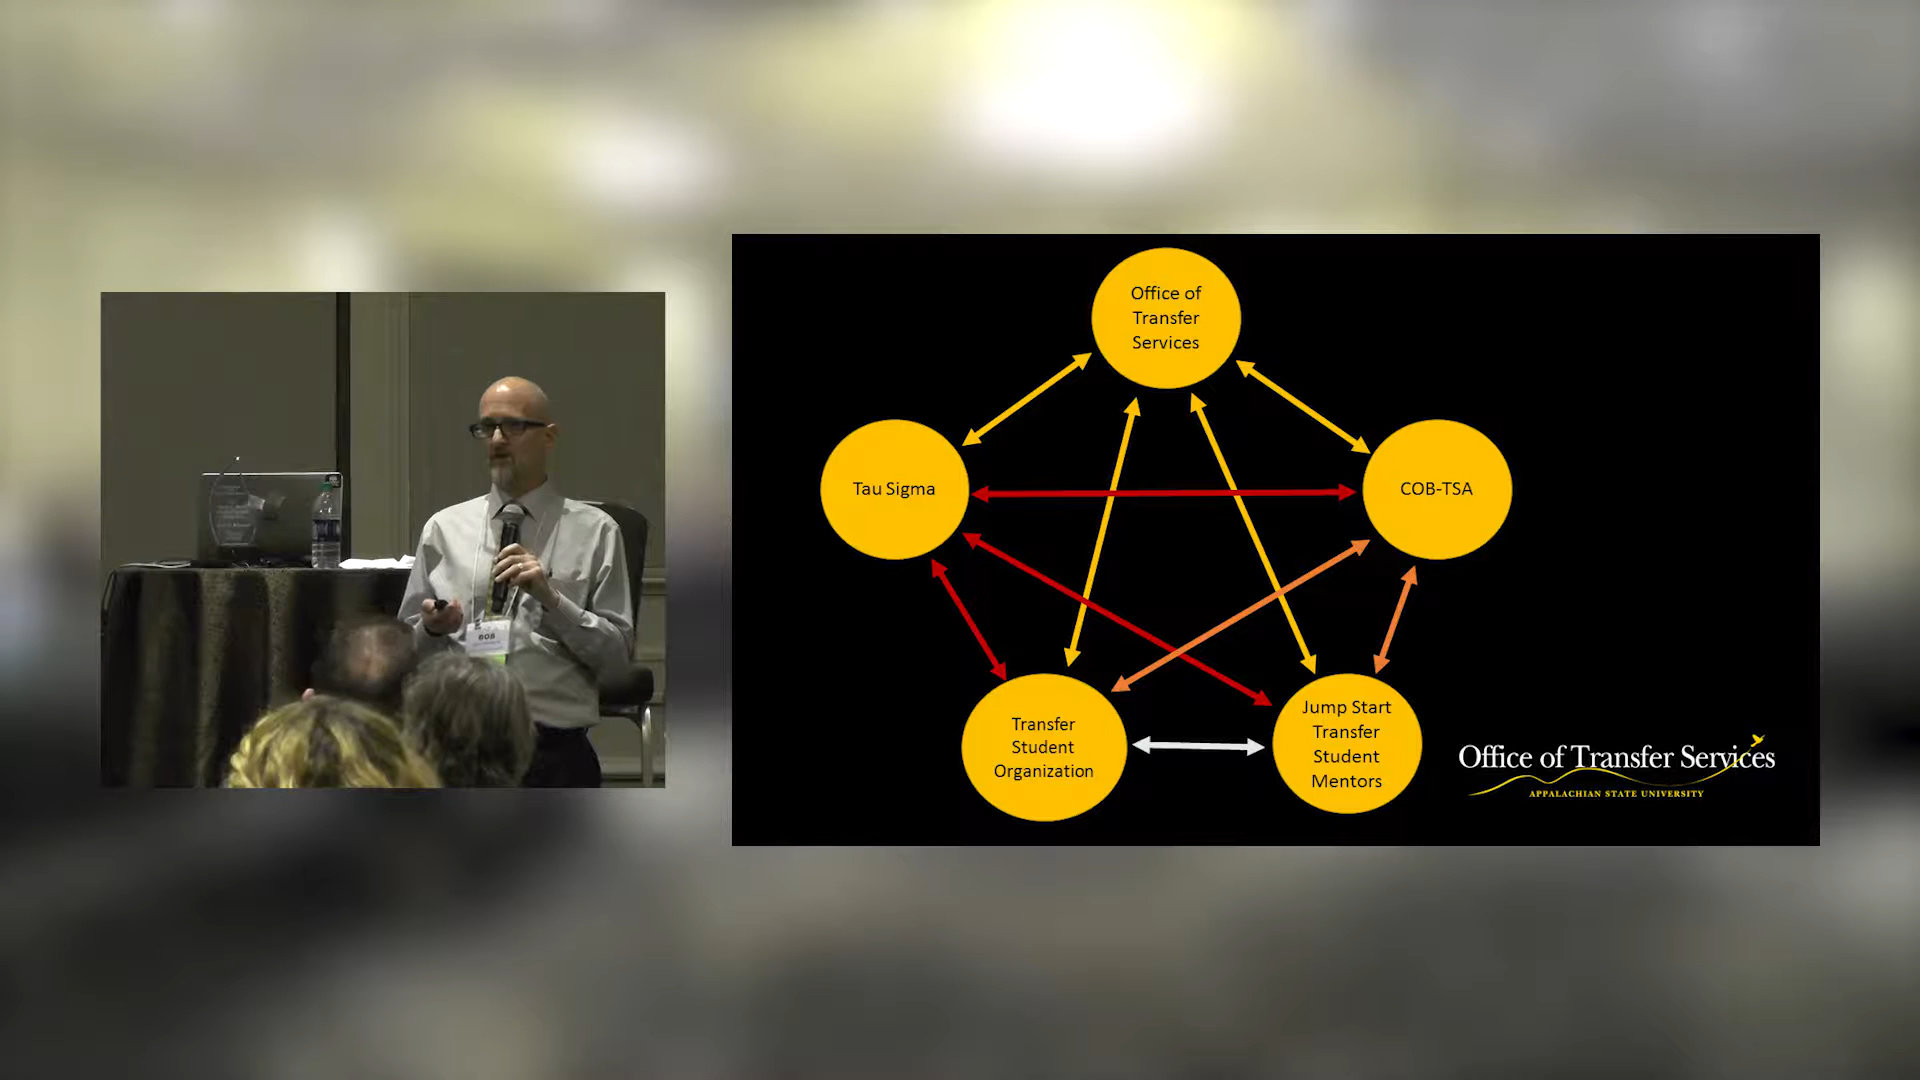 Office of
Transfer
Services
Tau Sigma
COB-TSA
Transfer
Student
Organization
Jump Start
Transfer
Student
Mentors
Office of Transfer Services
APPALACHIAN STATE UNIVERSITY
BOB